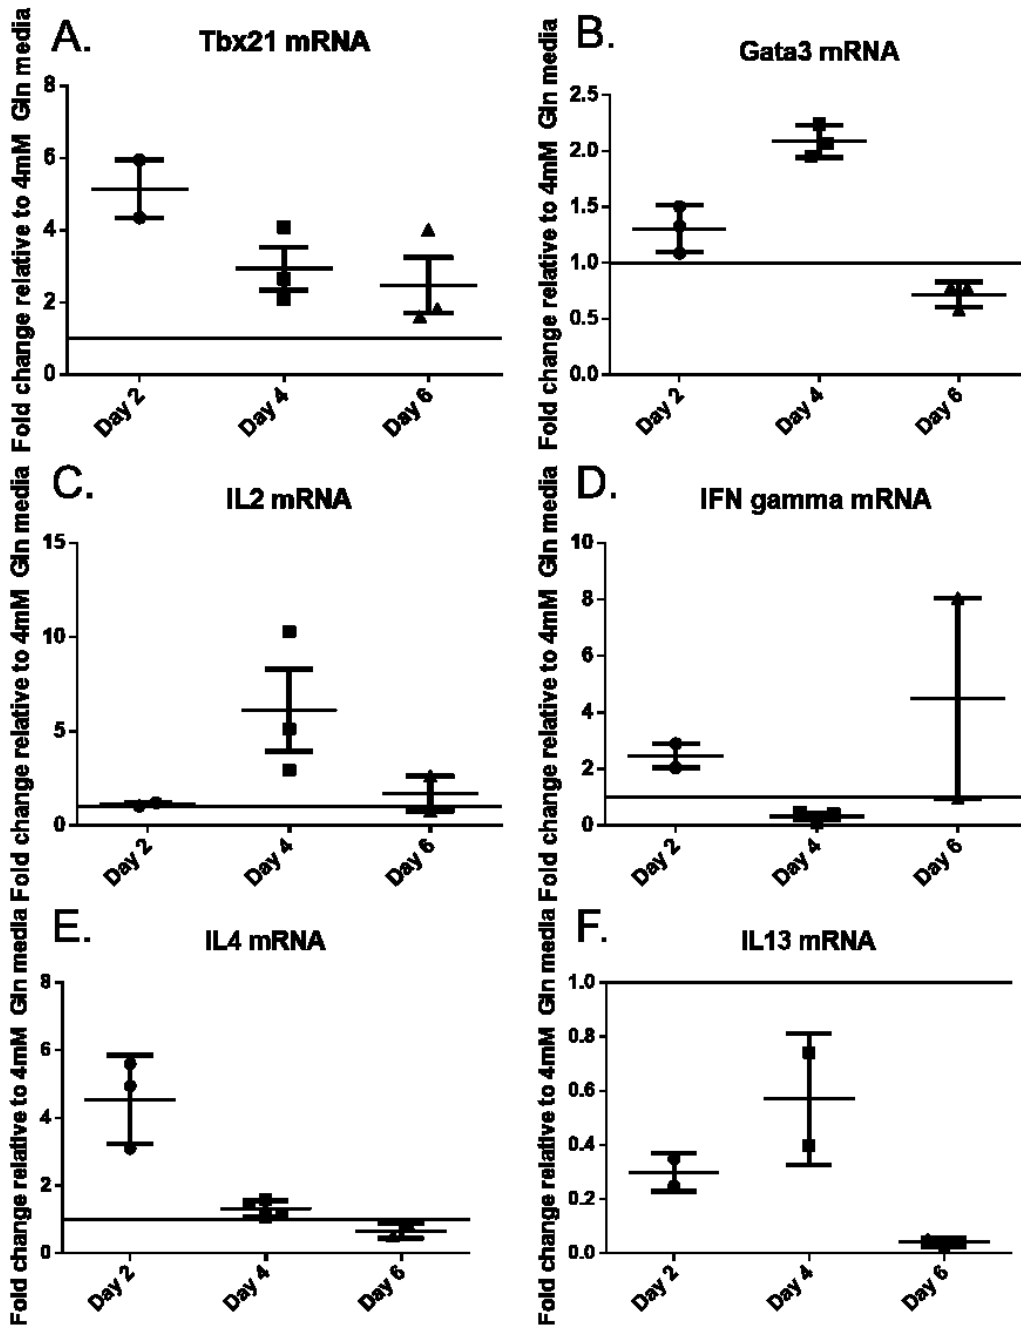 A.
Tbx21 mRNA
Fold change relative to 4mM Gln media
8
6
4
2
0
Day 2
Day 4
Day 6
B.
Gata3 mRNA
Fold change relative to 4mM Gln media
2.5
2.0
1.5
1.0
0.5
0.0
Day 2
Day 4
Day 6
C.
IL2 mRNA
Fold change relative to 4mM Gln media
15
10
5
0
Day 2
Day 4
Day 6
D.
IFN gamma mRNA
Fold change relative to 4mM Gln media
10
8
6
4
2
0
Day 2
Day 4
Day 6
E.
IL4 mRNA
Fold change relative to 4mM Gln media
8
6
4
2
0
Day 2
Day 4
Day 6
F.
IL13 mRNA
Fold change relative to 4mM Gln media
1.0
0.8
0.6
0.4
0.2
0.0
Day 2
Day 4
Day 6